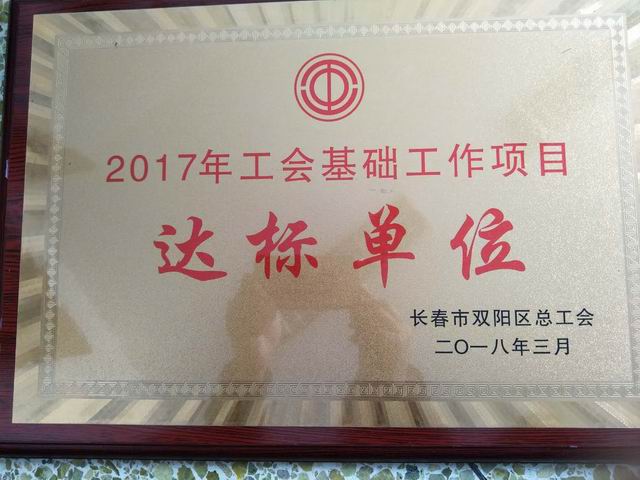 2017年工会基础工作项目
达标单位
长春市双阳区总工会
二〇一八年三月